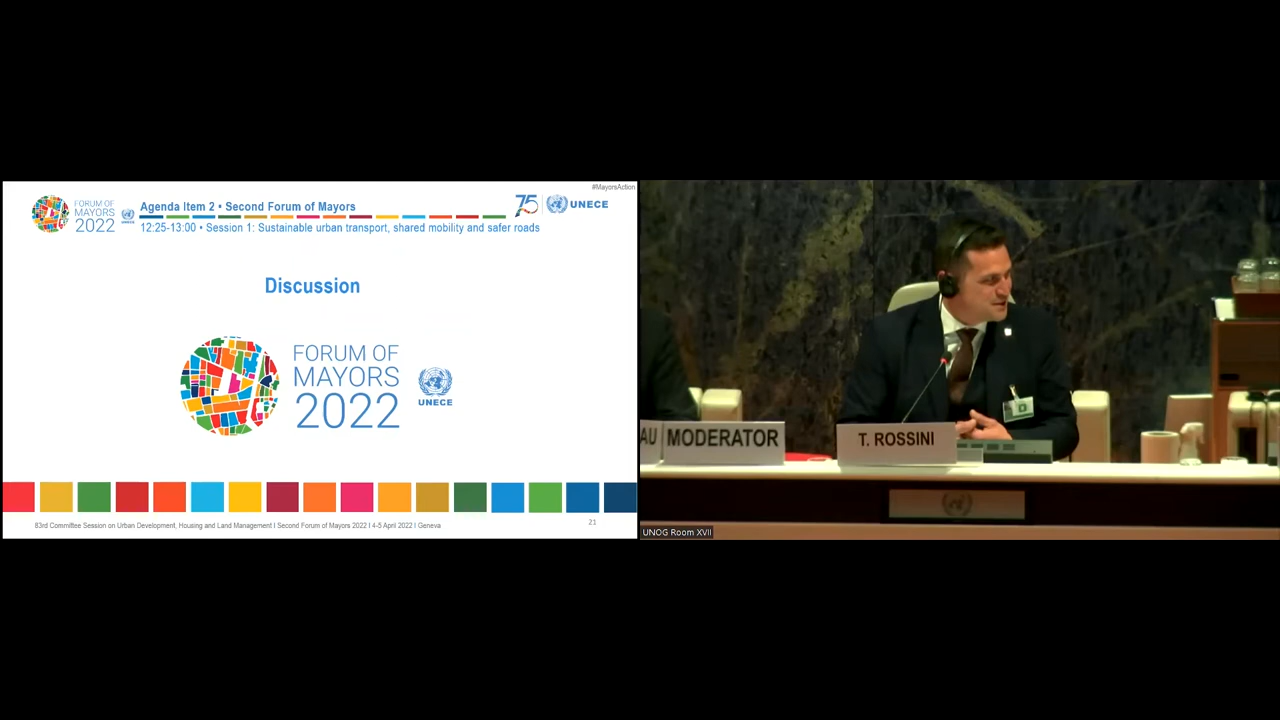 #MayorsAction
FORUM OF
MAYORS
2022
UNECE
Agenda Item 2 • Second Forum of Mayors
75
UNECE
12:25-13:00 • Session 1: Sustainable urban transport, shared mobility and safer roads
Discussion
FORUM OF
MAYORS
2022
UNECE
83rd Committee Session on Urban Development, Housing and Land Management I Second Forum of Mayors 2022 I 4-5 April 2022 I Geneva
21
AU
MODERATOR
T. ROSSINI
UNOG Room XVII